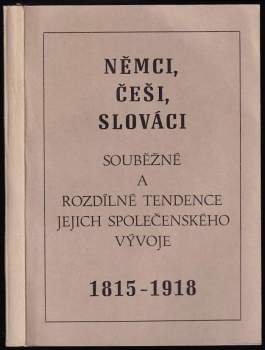 NĚMCI,
ČEŠI,
SLOVÁCI
SOUBĚŽNÉ
A
ROZDÍLNÉ TENDENCE
JEJICH SPOLEČENSKÉHO
VÝVOJE
1815-1918